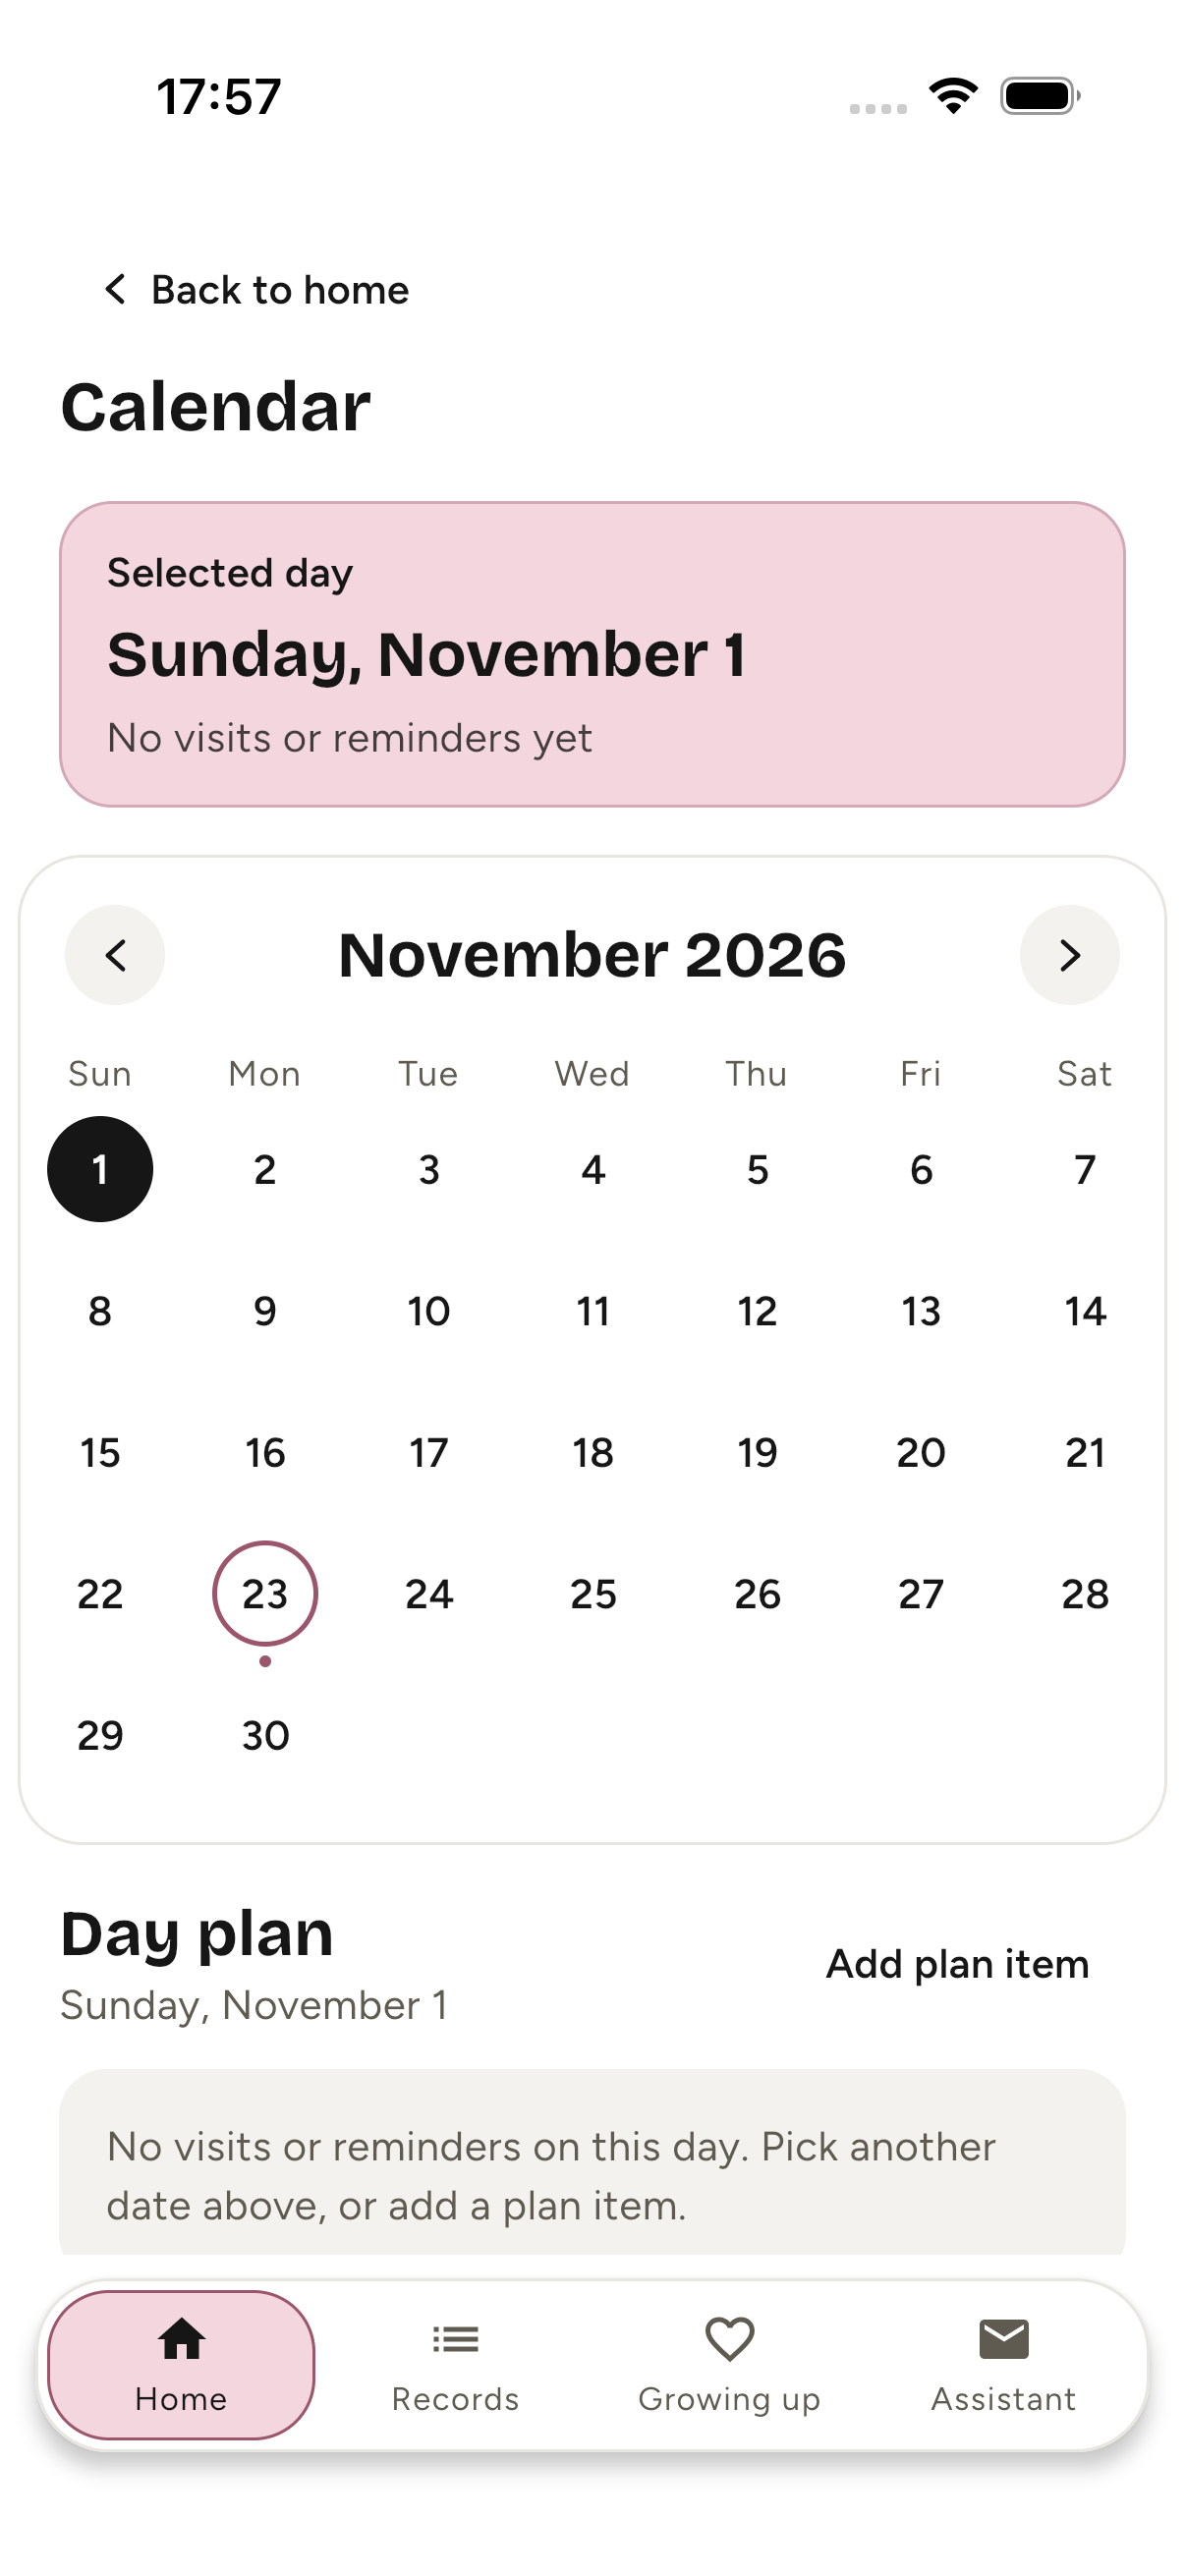 17:57
Back to home
Calendar
Selected day
Sunday, November 1
No visits or reminders yet
November 2026
Sun Mon Tue Wed Thu Fri Sat
1 2 3 4 5 6 7
8 9 10 11 12 13 14
15 16 17 18 19 20 21
22 23 24 25 26 27 28
29 30
Day plan
Add plan item
Sunday, November 1
No visits or reminders on this day. Pick another
date above, or add a plan item.
Home Records Growing up Assistant